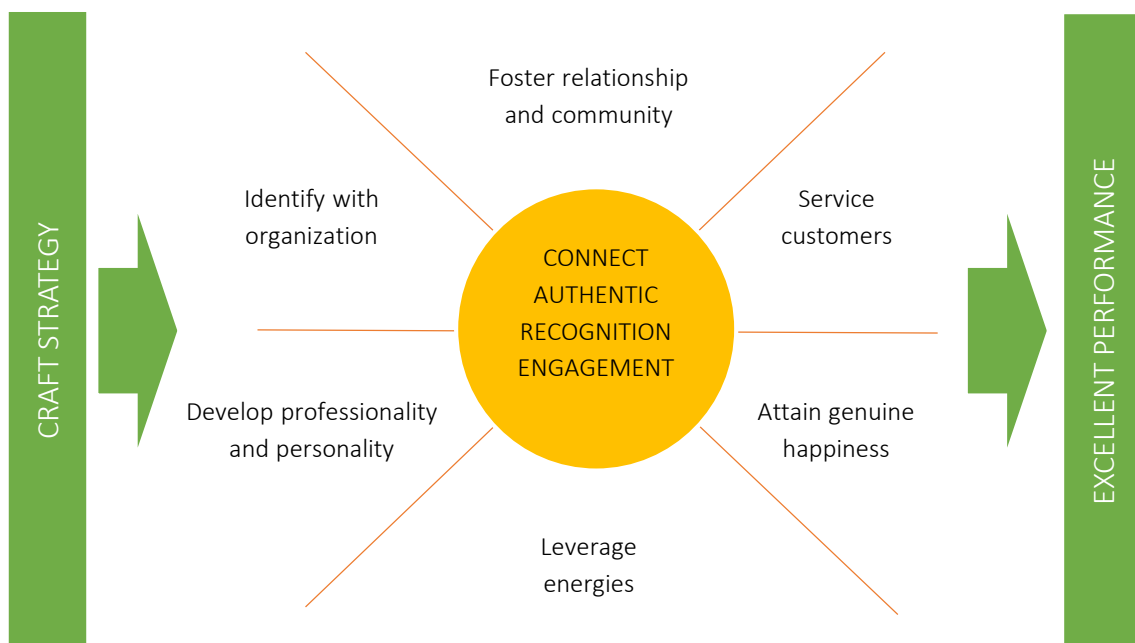 CRAFT STRATEGY
Foster relationship
and community
Identify with
organization
Service
customers
CONNECT
AUTHENTIC
RECOGNITION
ENGAGEMENT
Develop professionality
and personality
Attain genuine
happiness
Leverage
energies
EXCELLENT PERFORMANCE